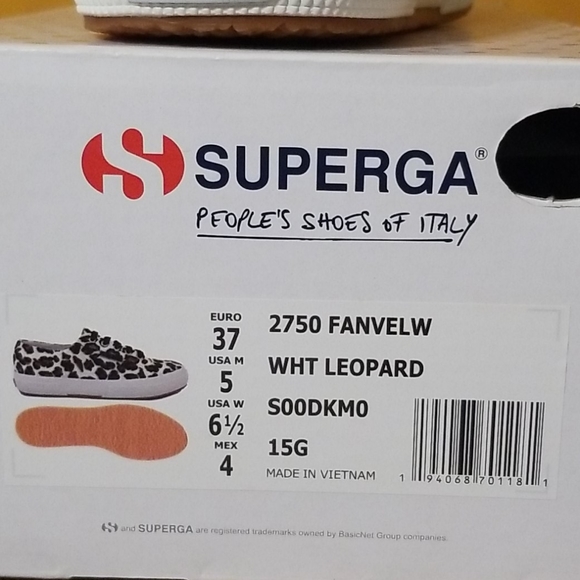 SUPERGA®
PEOPLE'S SHOES OF ITALY
EURO
37
USA M
5
USA W
6½
MEX
4
2750 FANVELW
WHT LEOPARD
S00DKM0
15G
MADE IN VIETNAM
1 94068 70118 1
and SUPERGA are registered trademarks owned by BasicNet Group companies.